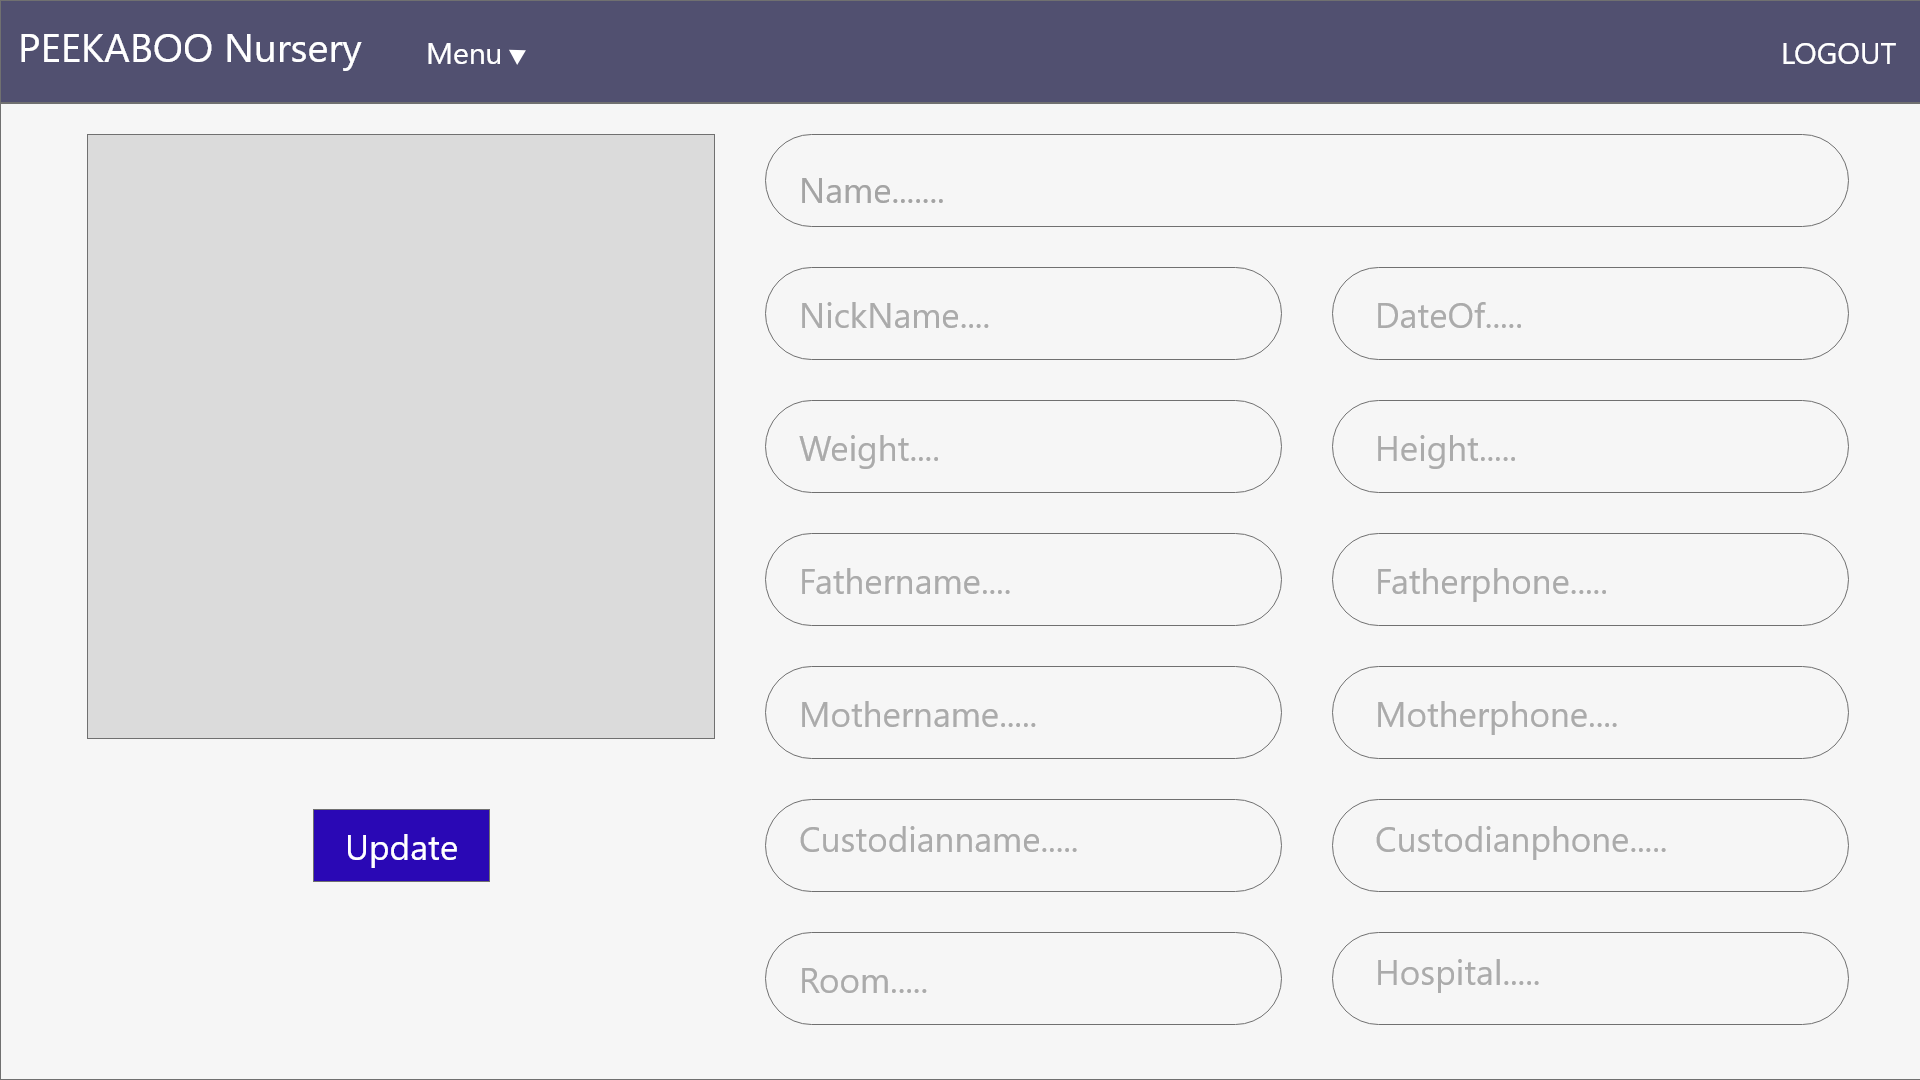 PEEKABOO Nursery
Menu ▼
LOGOUT
Name.......
NickName....
DateOf.....
Weight....
Height.....
Fathername....
Fatherphone.....
Mothername.....
Motherphone....
Custodianname.....
Custodianphone.....
Update
Room.....
Hospital.....